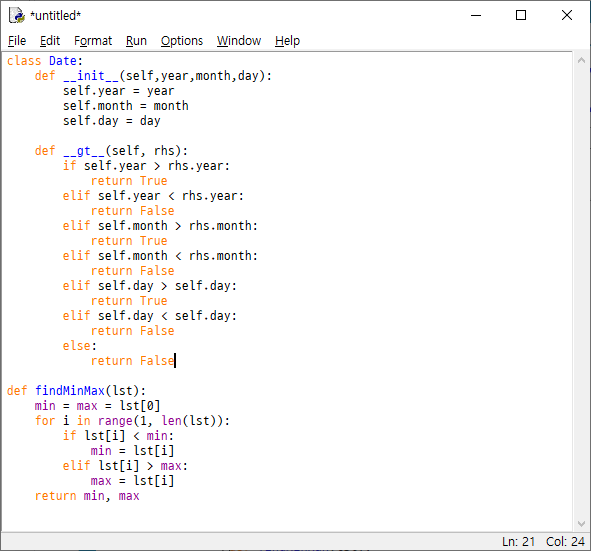 *untitled*
File Edit Format Run Options Window Help
class Date:
    def __init__(self,year,month,day):
        self.year = year
        self.month = month
        self.day = day

    def __gt__(self, rhs):
        if self.year > rhs.year:
            return True
        elif self.year < rhs.year:
            return False
        elif self.month > rhs.month:
            return True
        elif self.month < rhs.month:
            return False
        elif self.day > self.day:
            return True
        elif self.day < self.day:
            return False
        else:
            return False

def findMinMax(lst):
    min = max = lst[0]
    for i in range(1, len(lst)):
        if lst[i] < min:
            min = lst[i]
        elif lst[i] > max:
            max = lst[i]
    return min, max
Ln: 21 Col: 24